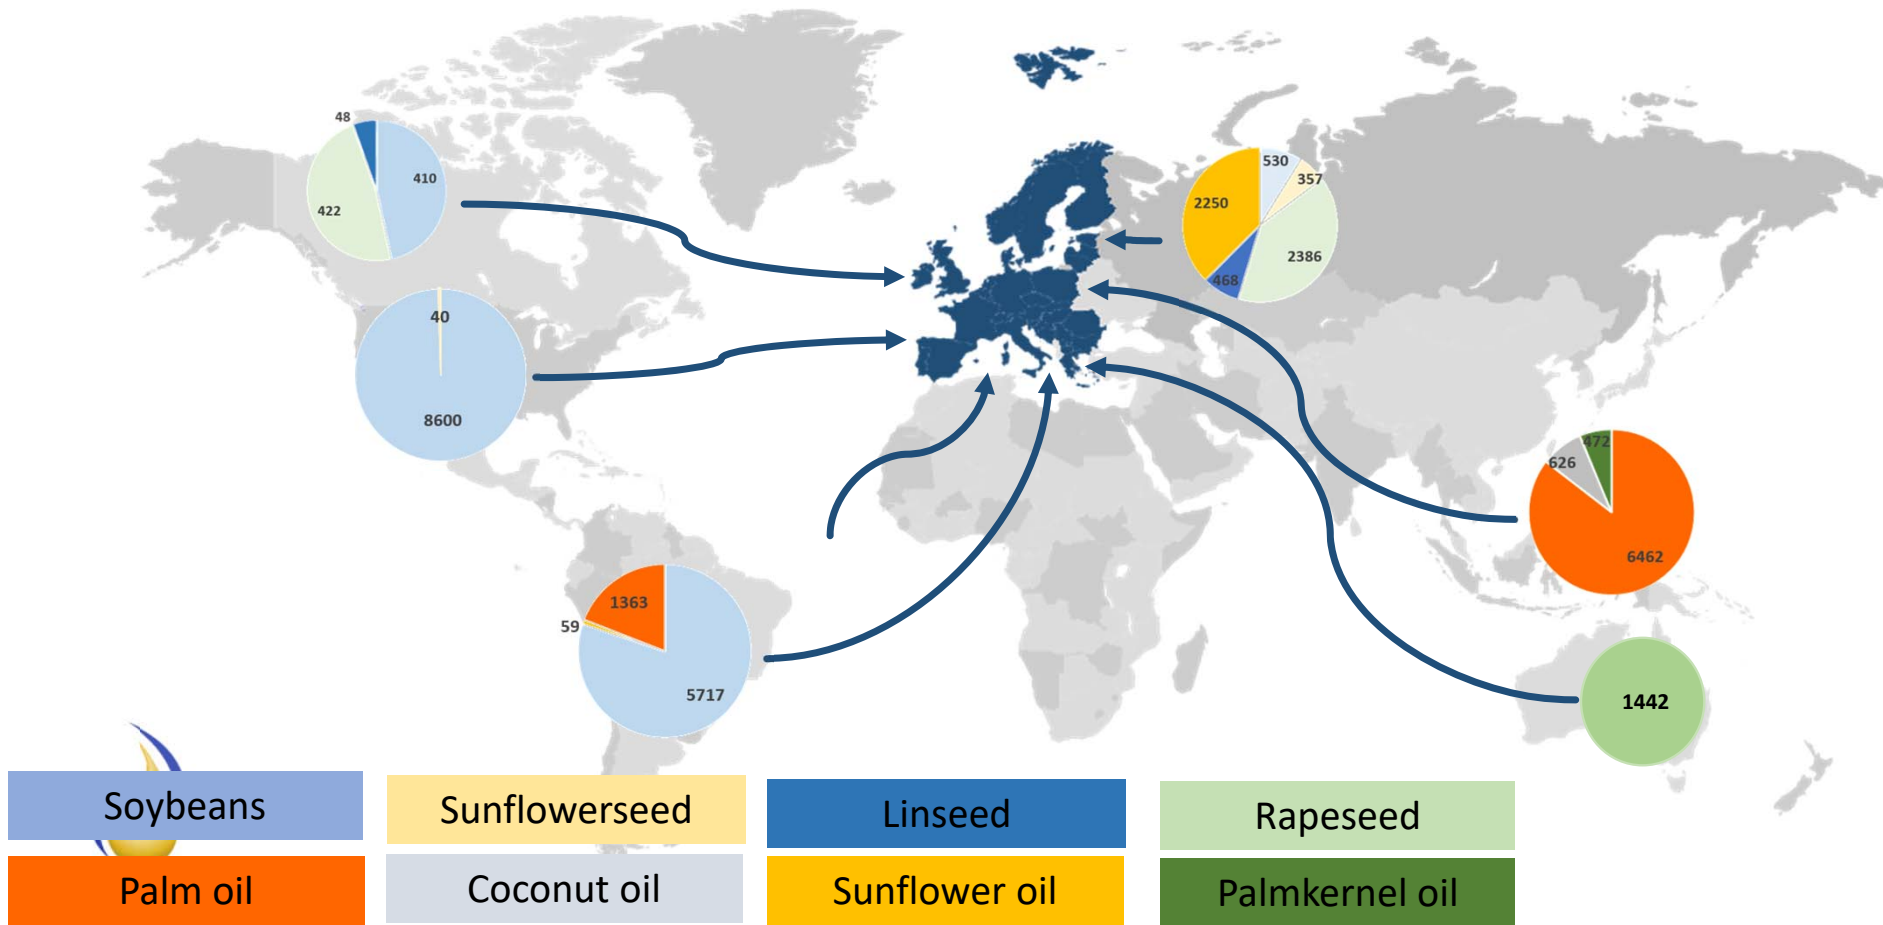 48
410
422
530
357
2250
2386
468
40
8600
472
626
6462
1363
59
5717
1442
Soybeans
Sunflowerseed
Linseed
Rapeseed
Palm oil
Coconut oil
Sunflower oil
Palmkernel oil